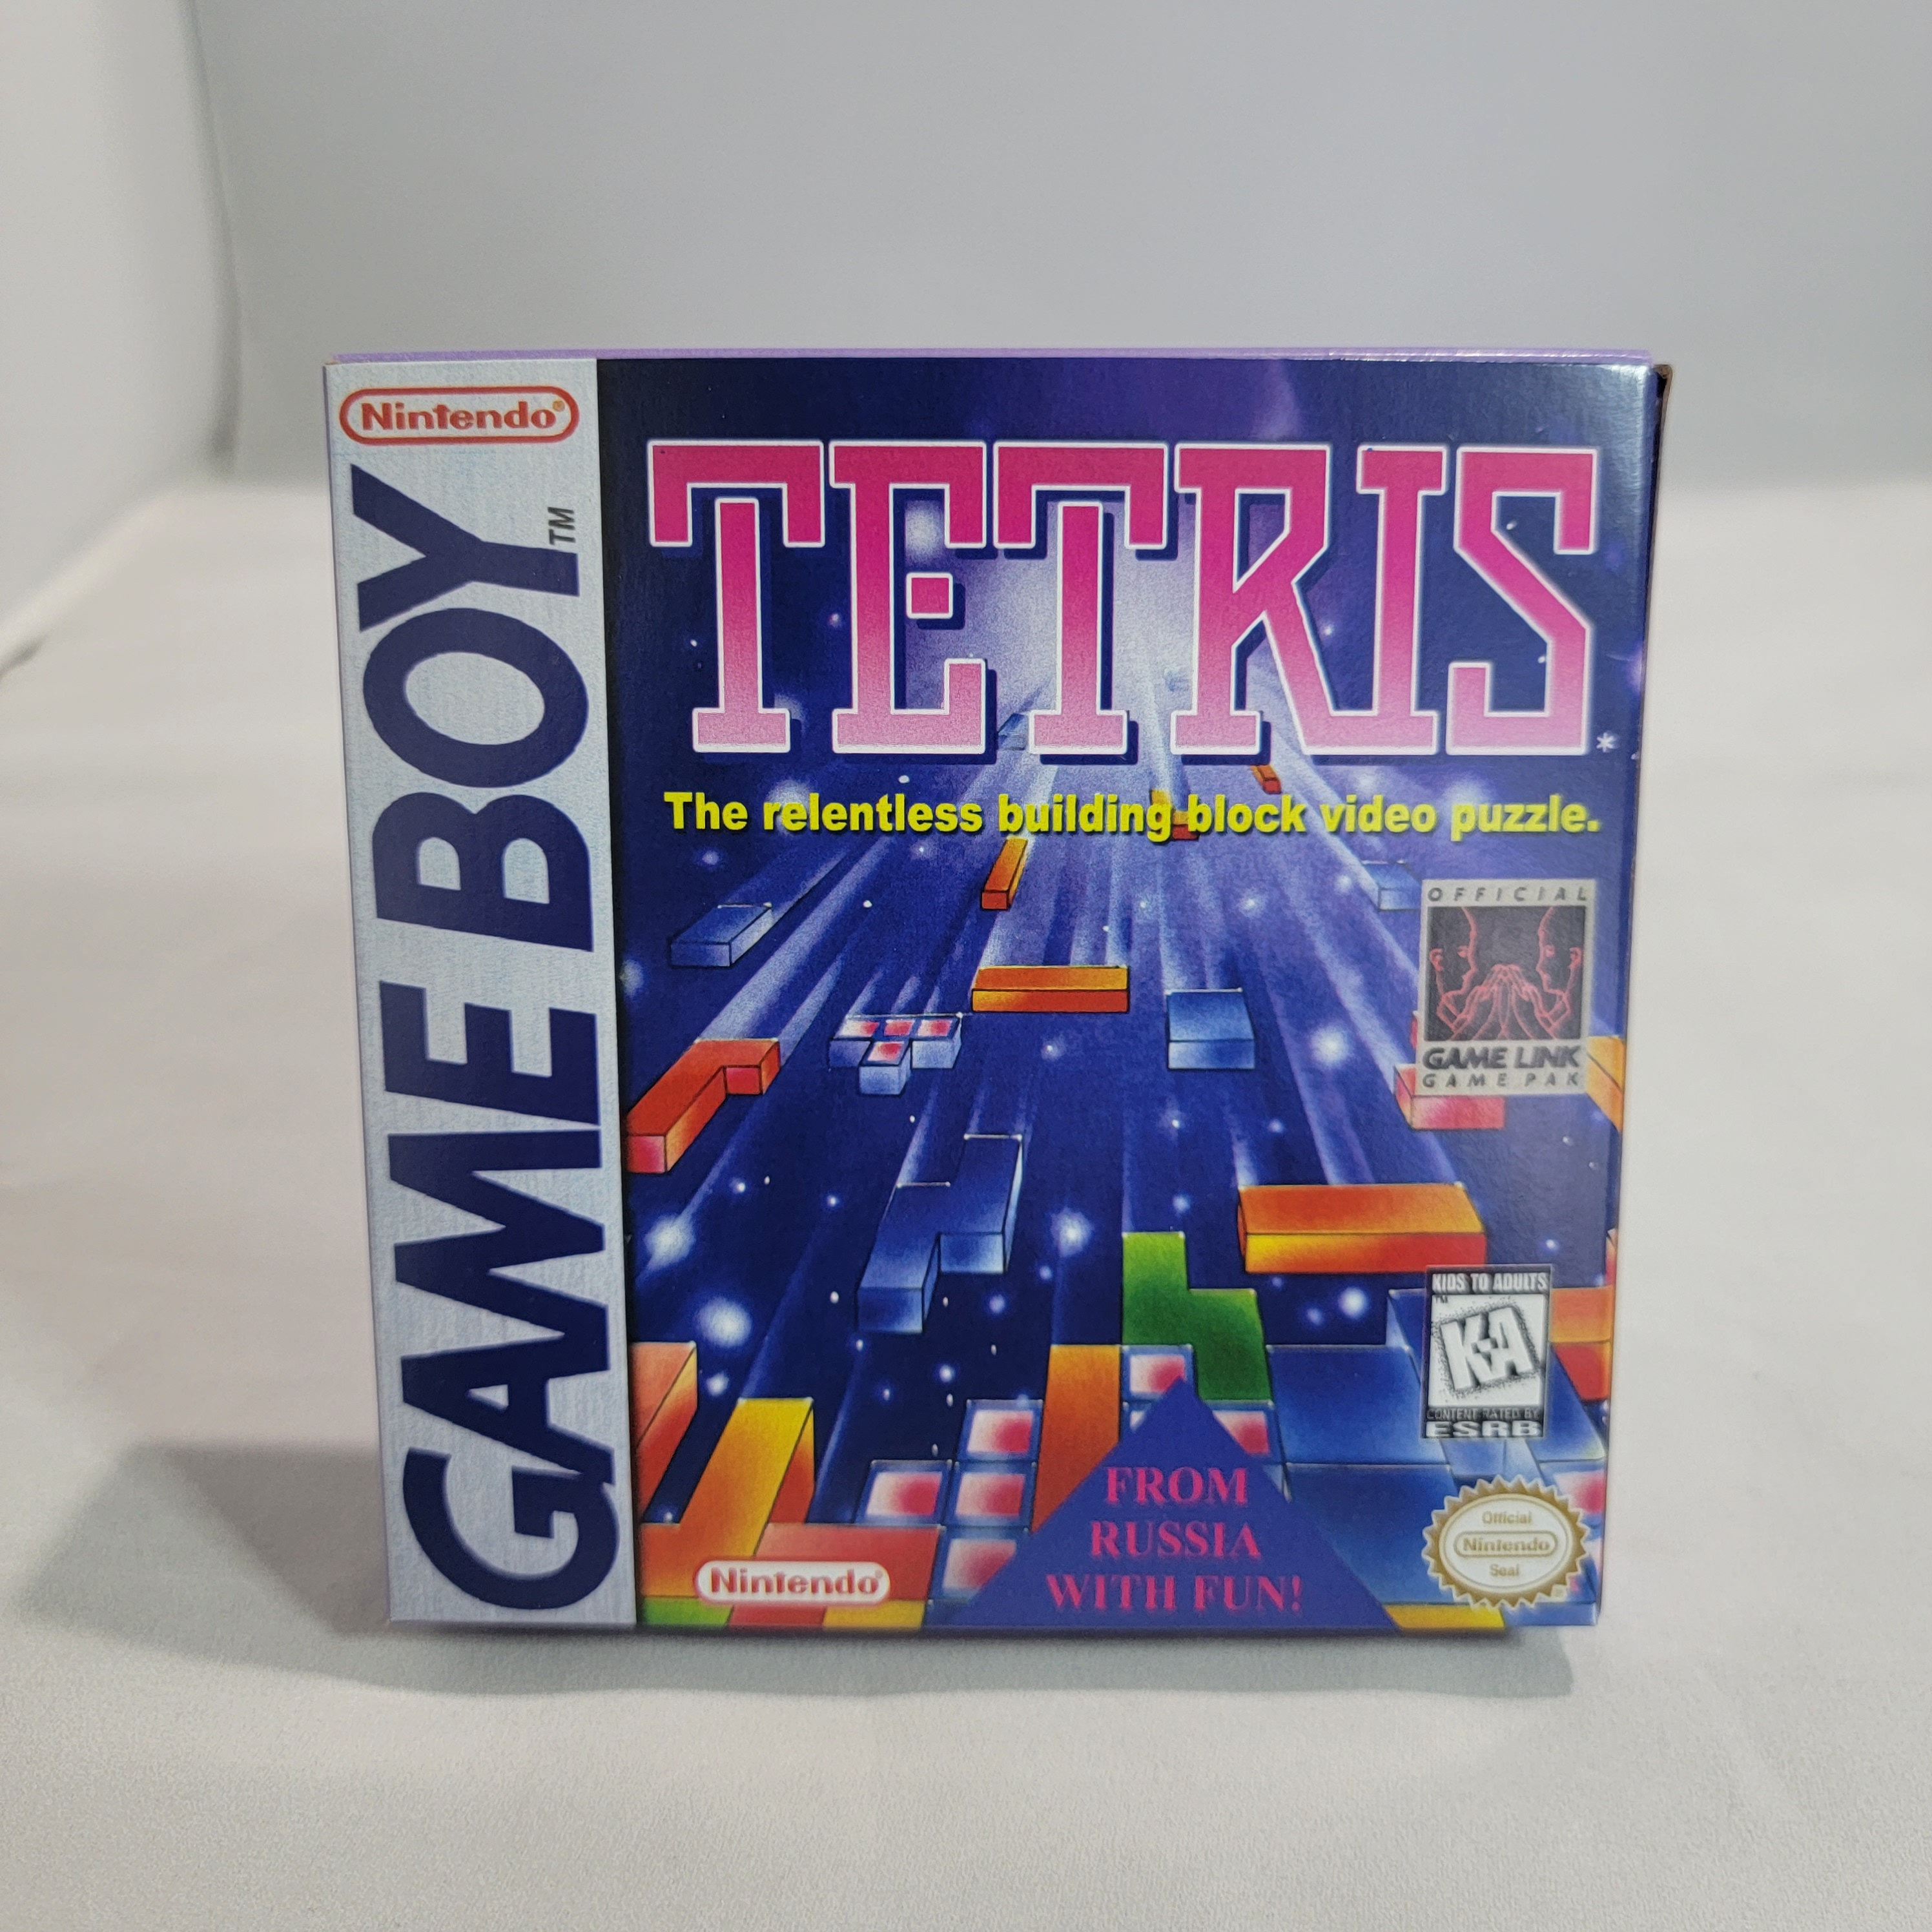 Nintendo®
GAME BOY™
TETRIS*
The relentless building block video puzzle.
OFFICIAL
GAME LINK
GAME PAK
KIDS TO ADULTS
TM
K-A
CONTENT RATED BY
ESRB
FROM
RUSSIA
WITH FUN!
Nintendo®
Official
Nintendo
Seal